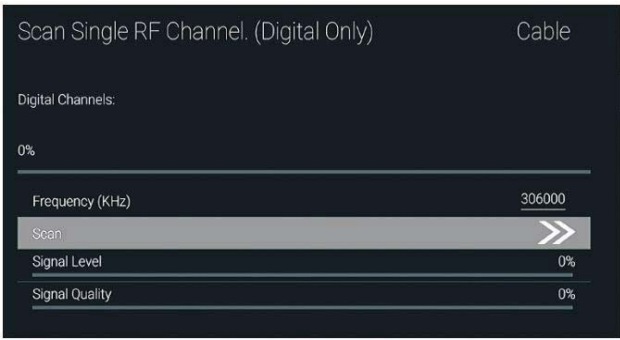 Scan Single RF Channel. (Digital Only) Cable
Digital Channels:
0%
Frequency (KHz) 306000
Scan
Signal Level 0%
Signal Quality 0%